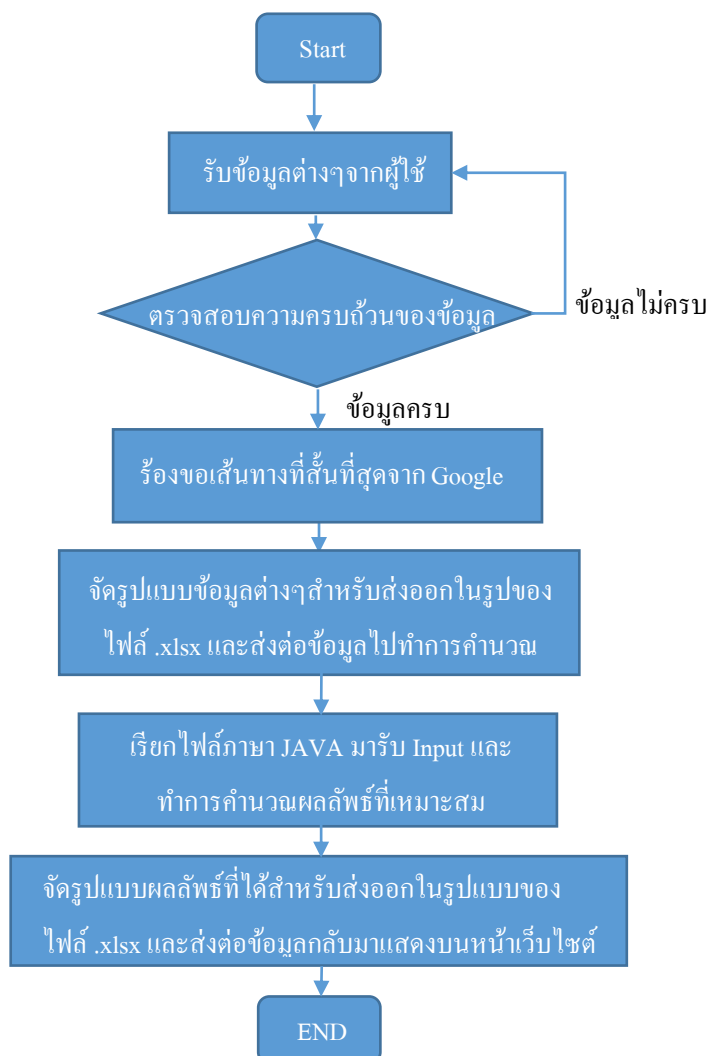 Start
รับข้อมูลต่างๆจากผู้ใช้
ตรวจสอบความครบถ้วนของข้อมูล
ข้อมูลไม่ครบ
ข้อมูลครบ
ร้องขอเส้นทางที่สั้นที่สุดจาก Google
จัดรูปแบบข้อมูลต่างๆสำหรับส่งออกในรูปของ
ไฟล์ .xlsx และส่งต่อข้อมูลไปทำการคำนวณ
เรียกไฟล์ภาษา JAVA มารับ Input และ
ทำการคำนวณผลลัพธ์ที่เหมาะสม
จัดรูปแบบผลลัพธ์ที่ได้สำหรับส่งออกในรูปแบบของ
ไฟล์ .xlsx และส่งต่อข้อมูลกลับมาแสดงบนหน้าเว็บไซต์
END